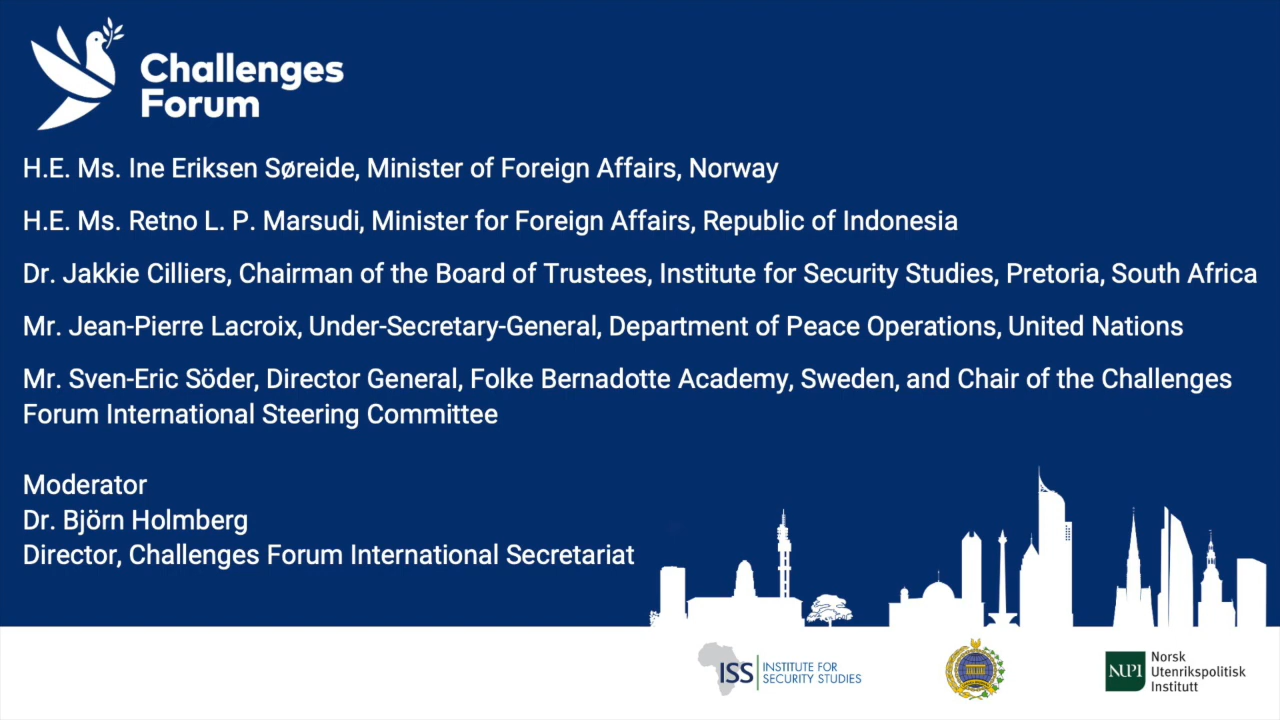 Challenges
Forum
H.E. Ms. Ine Eriksen Søreide, Minister of Foreign Affairs, Norway
H.E. Ms. Retno L. P. Marsudi, Minister for Foreign Affairs, Republic of Indonesia
Dr. Jakkie Cilliers, Chairman of the Board of Trustees, Institute for Security Studies, Pretoria, South Africa
Mr. Jean-Pierre Lacroix, Under-Secretary-General, Department of Peace Operations, United Nations
Mr. Sven-Eric Söder, Director General, Folke Bernadotte Academy, Sweden, and Chair of the Challenges
Forum International Steering Committee
Moderator
Dr. Björn Holmberg
Director, Challenges Forum International Secretariat
ISS
INSTITUTE FOR
SECURITY STUDIES
NUPI
Norsk
Utenrikspolitisk
Institutt